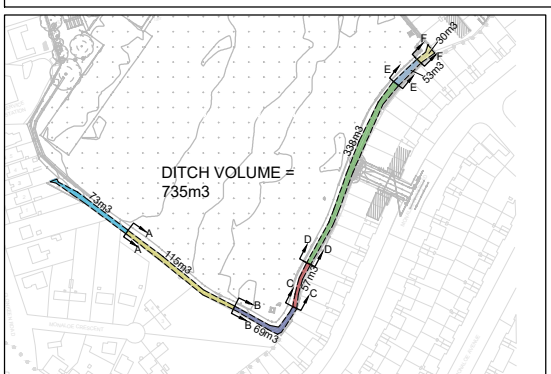 F
30m3
F
E
53m3
E
338m3
DITCH VOLUME =
735m3
73m3
A
A
115m3
D
D
57m3
C
C
B
B
69m3